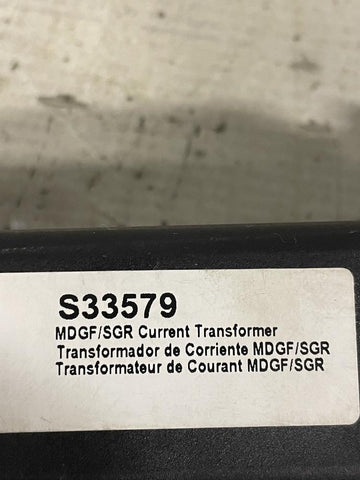 S33579
MDGF/SGR Current Transformer
Transformador de Corriente MDGF/SGR
Transformateur de Courant MDGF/SGR